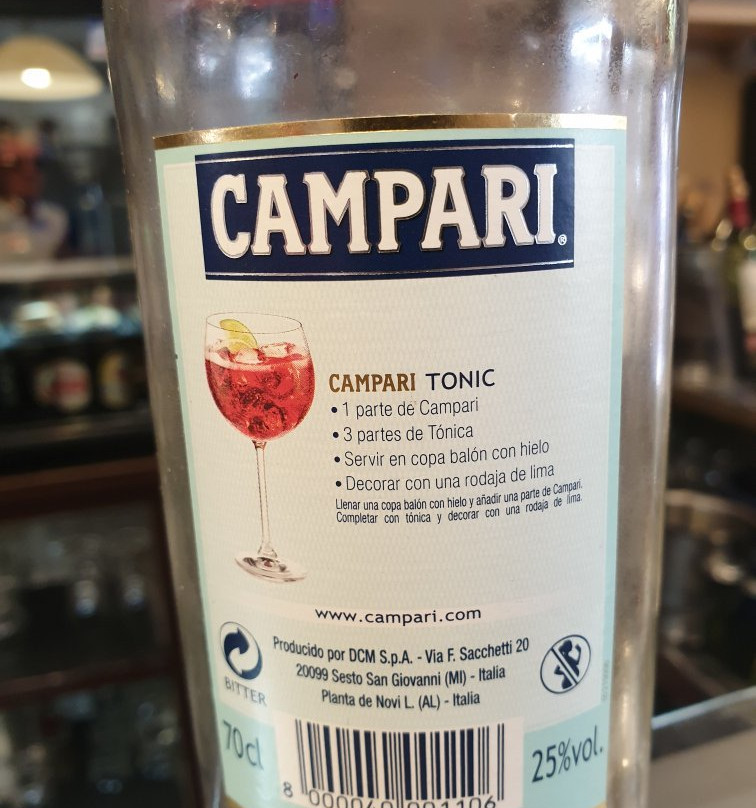 CAMPARI®
CAMPARI TONIC
• 1 parte de Campari
• 3 partes de Tónica
• Servir en copa balón con hielo
• Decorar con una rodaja de lima
Llenar una copa balón con hielo y añadir una parte de Campari.
Completar con tónica y decorar con una rodaja de lima.
www.campari.com
Producido por DCM S.p.A. - Via F. Sacchetti 20
20099 Sesto San Giovanni (MI) - Italia
Planta de Novi L. (AL) - Italia
BITTER
70cl
25%vol.
8 000040 001106